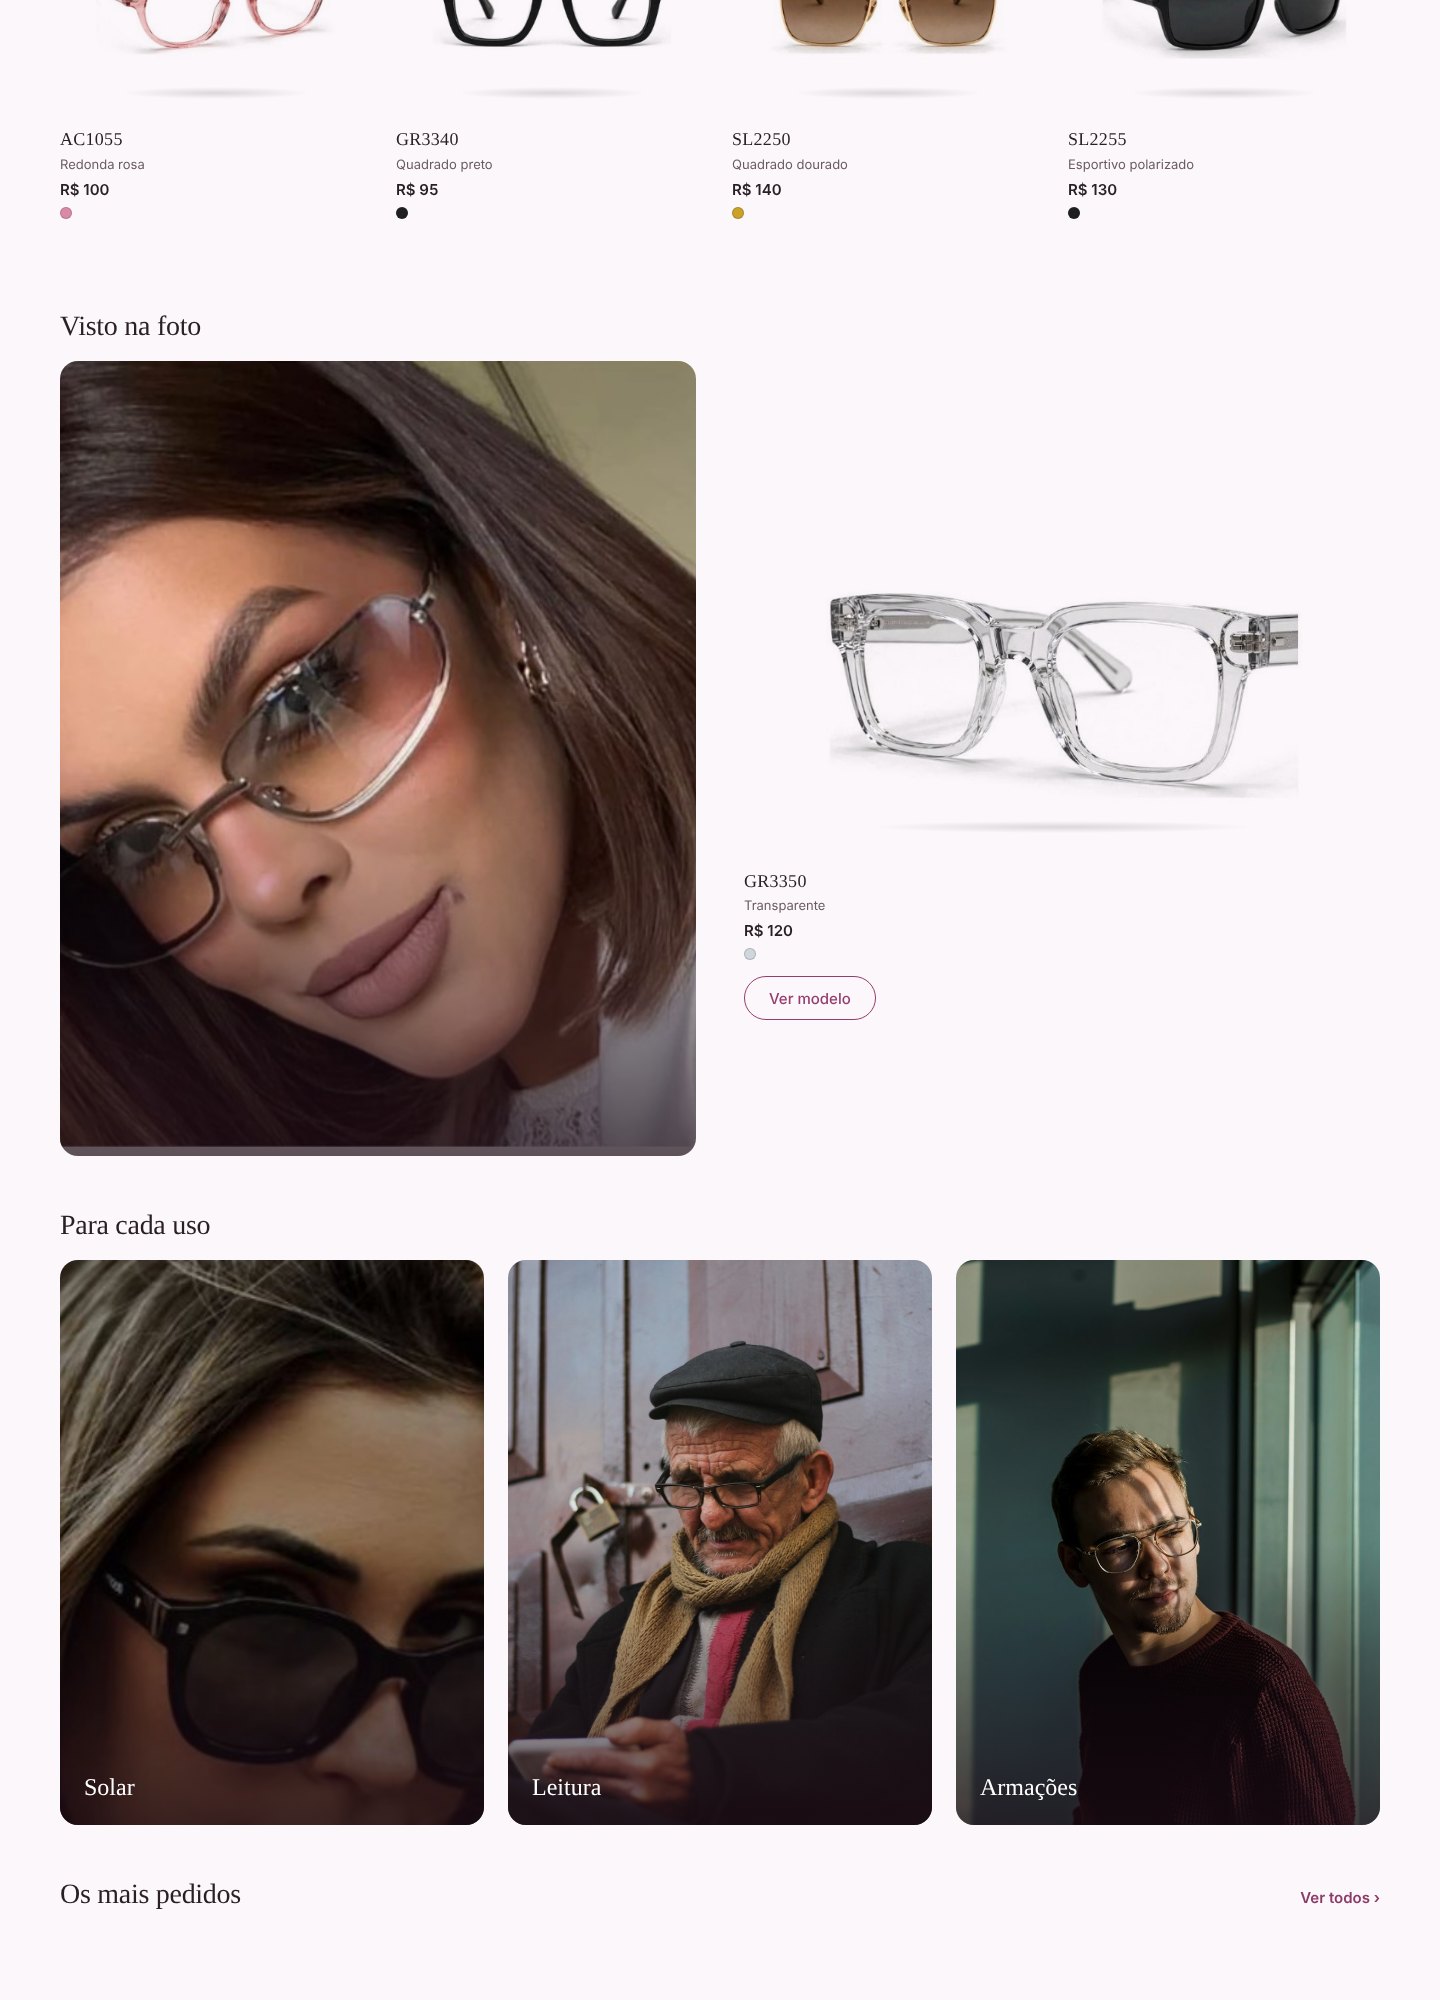 AC1055
Redonda rosa
R$ 100
GR3340
Quadrado preto
R$ 95
SL2250
Quadrado dourado
R$ 140
SL2255
Esportivo polarizado
R$ 130
Visto na foto
GR3350
Transparente
R$ 120
Ver modelo
Para cada uso
Solar
Leitura
Armações
Os mais pedidos
Ver todos ›